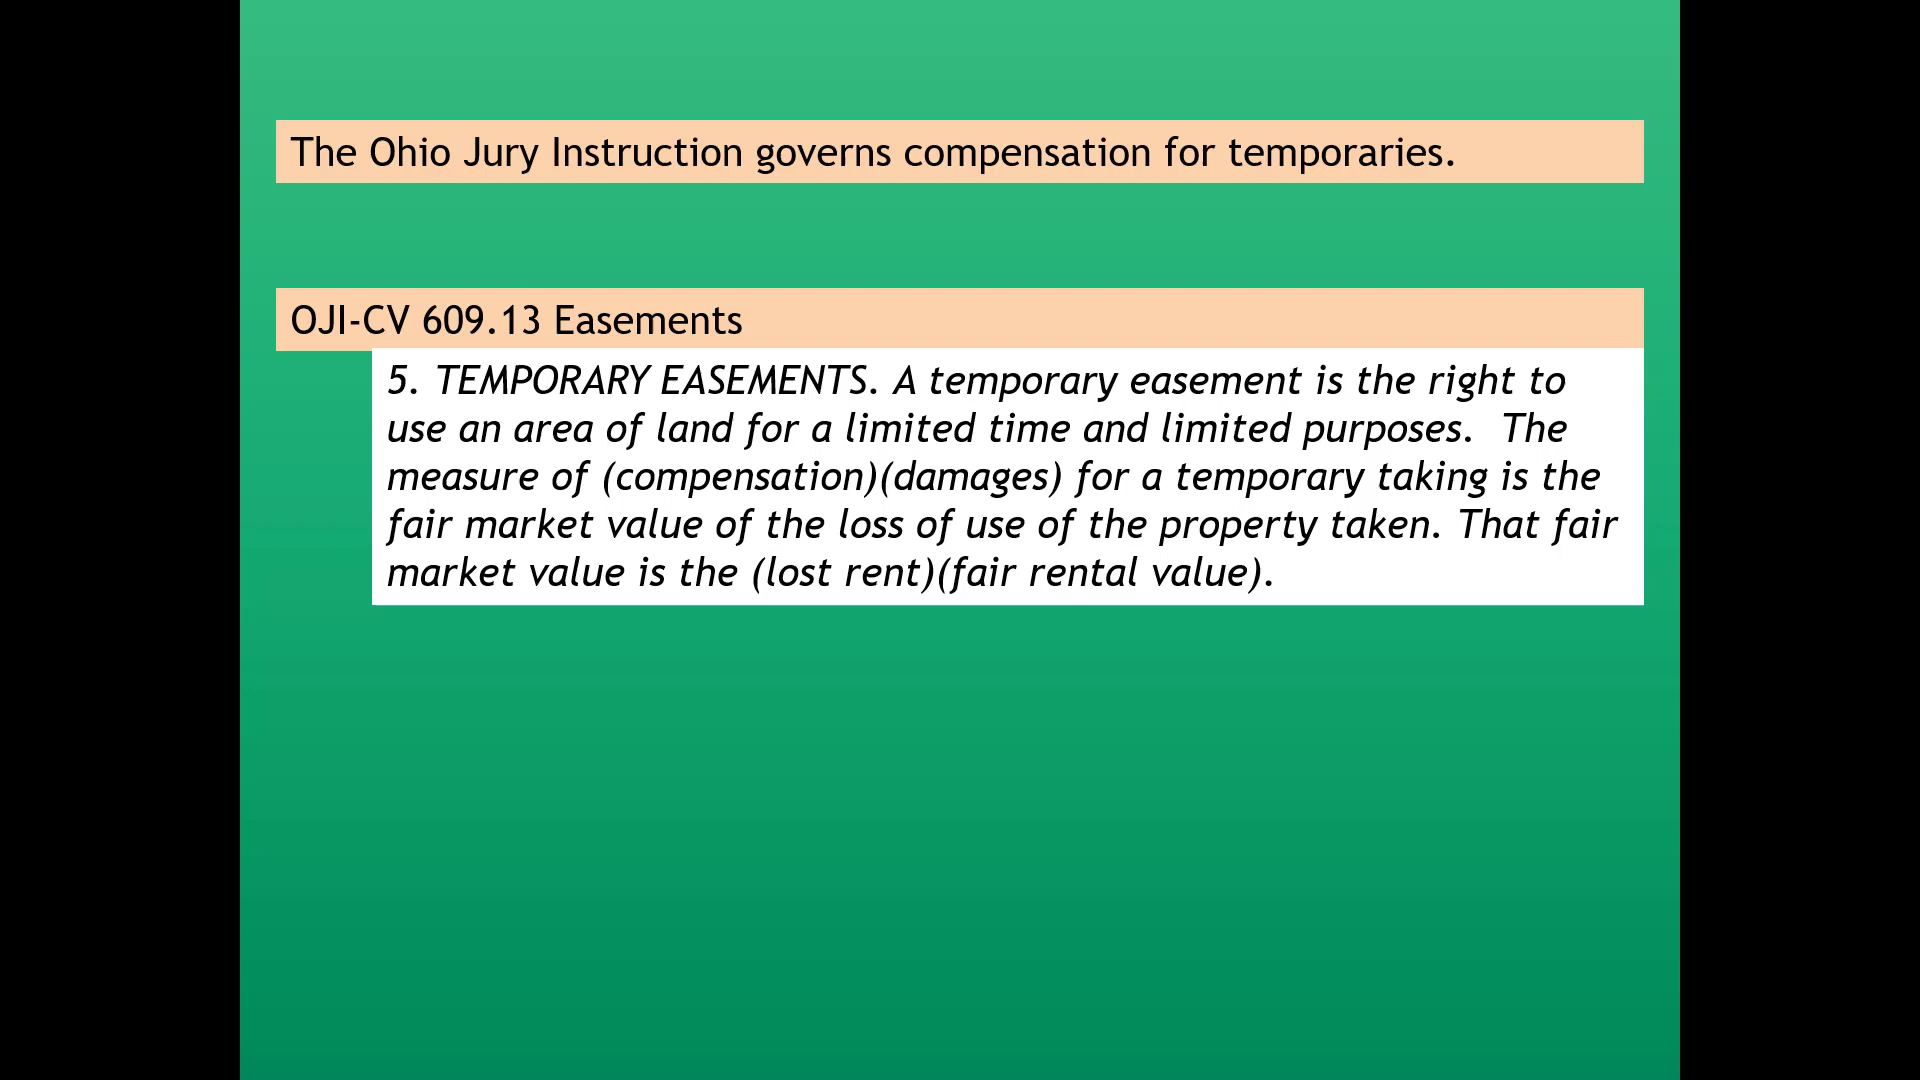 The Ohio Jury Instruction governs compensation for temporaries.
OJI-CV 609.13 Easements
5. TEMPORARY EASEMENTS. A temporary easement is the right to
use an area of land for a limited time and limited purposes.  The
measure of (compensation)(damages) for a temporary taking is the
fair market value of the loss of use of the property taken. That fair
market value is the (lost rent)(fair rental value).